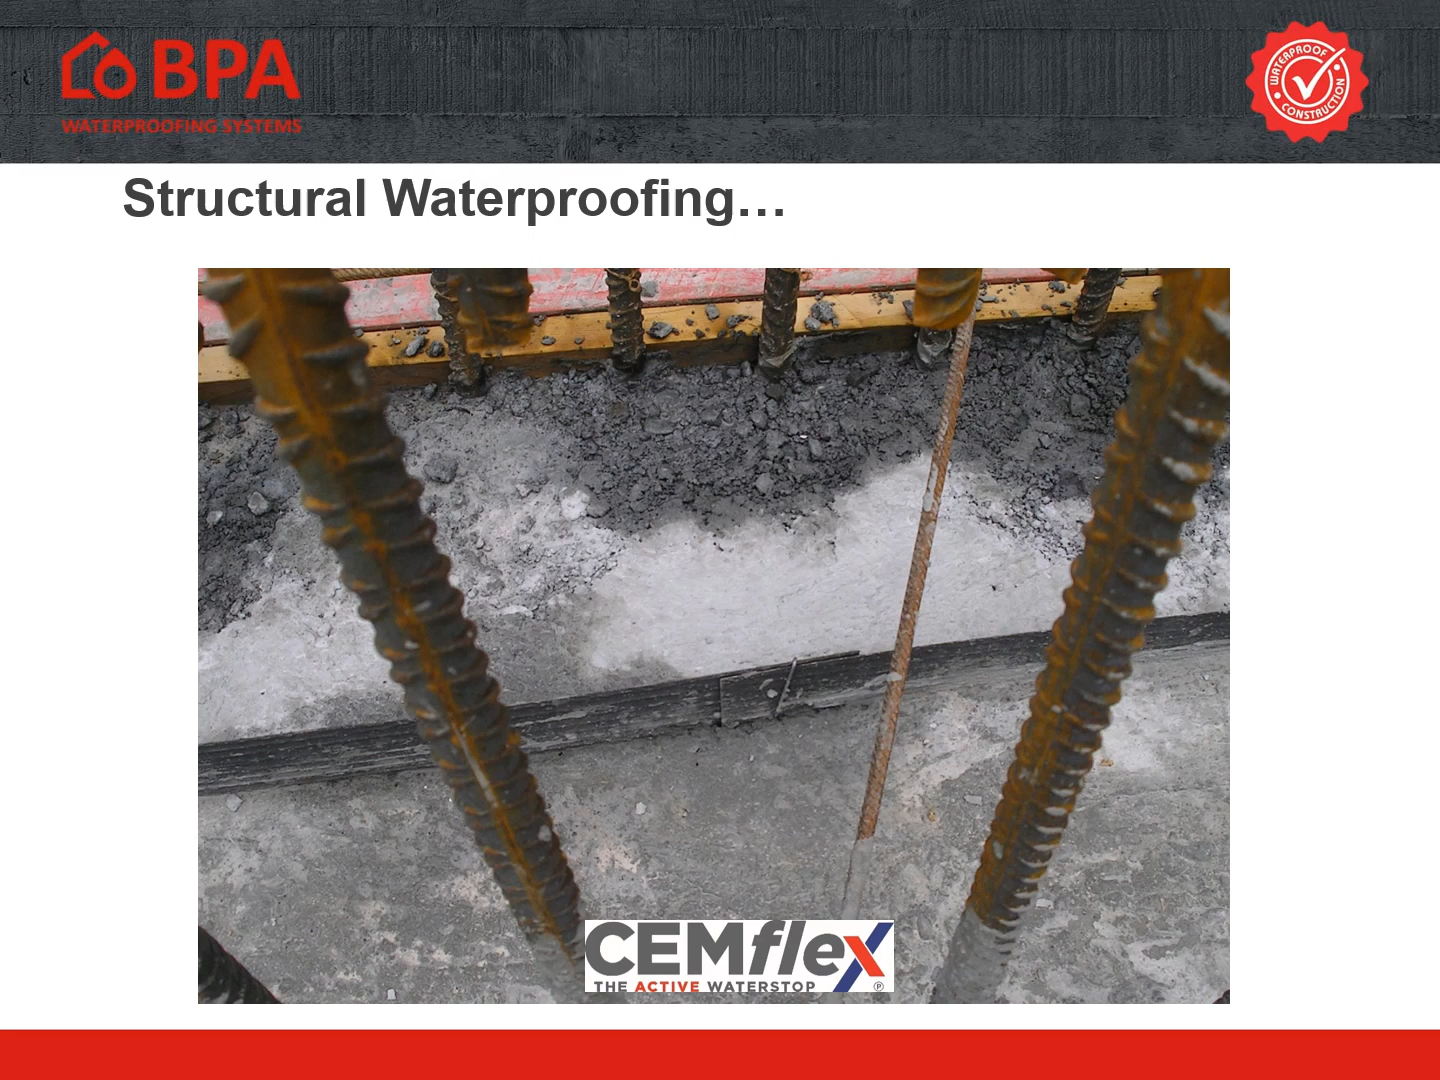 BPA
WATERPROOFING SYSTEMS
WATERPROOF
CONSTRUCTION
Structural Waterproofing…
CEMflex
THE ACTIVE WATERSTOP ℗